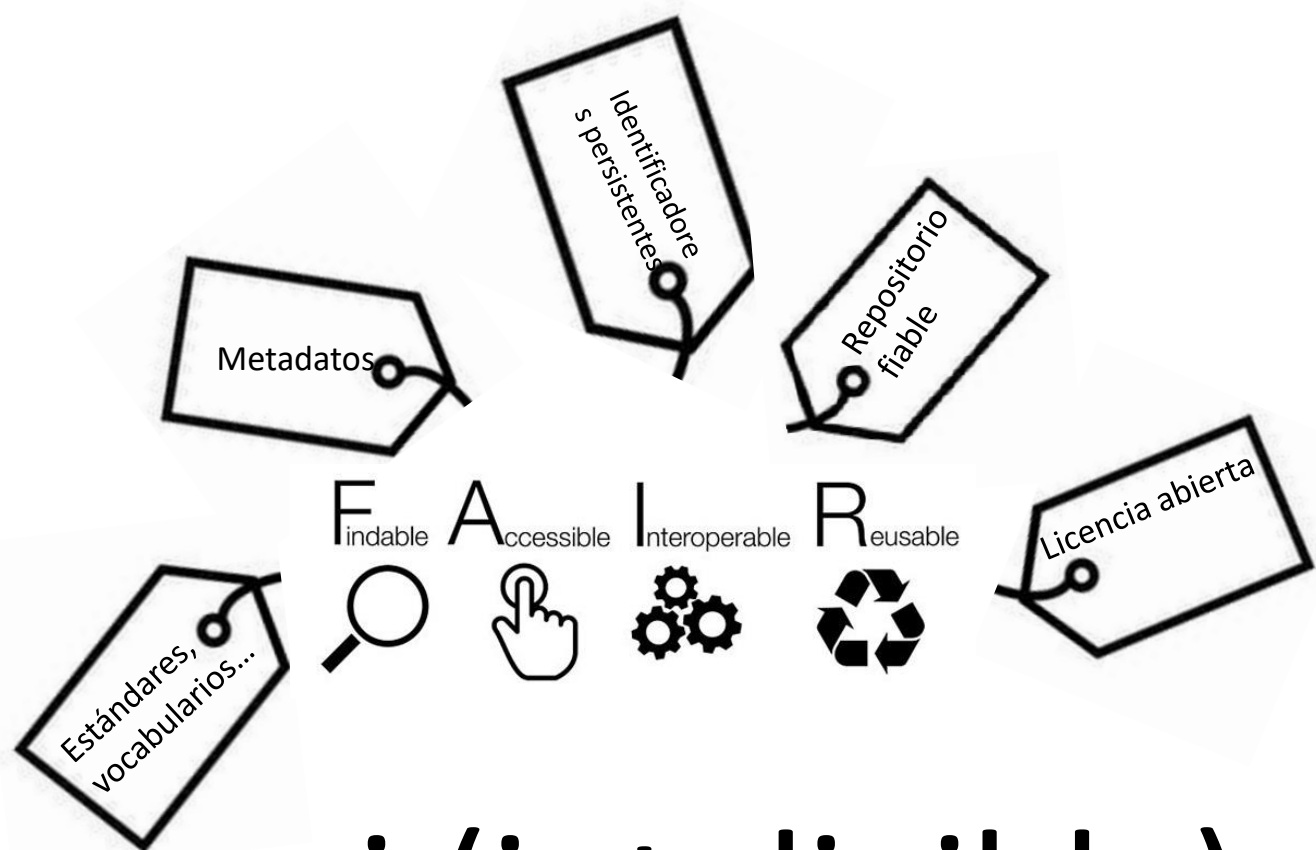 Identificadore
s persistentes
Repositorio
fiable
Metadatos
Licencia abierta
Findable Accessible Interoperable Reusable
Estándares,
vocabularios...